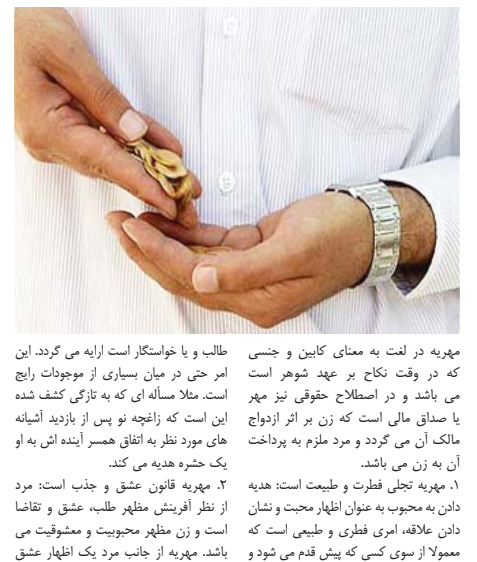 مهریه در لغت به معنای کابین و جنسی
که در وقت نکاح بر عهد شوهر است
می باشد و در اصطلاح حقوقی نیز مهر
یا صداق مالی است که زن بر اثر ازدواج
مالک آن می گردد و مرد ملزم به پرداخت
آن به زن می باشد.
۱. مهریه تجلی فطرت و طبیعت است: هدیه
دادن به محبوب به عنوان اظهار محبت و نشان
دادن علاقه، امری فطری و طبیعی است که
معمولا از سوی کسی که پیش قدم می شود و
طالب و یا خواستگار است ارایه می گردد. این
امر حتی در میان بسیاری از موجودات رایج
است. مثلا مسأله ای که به تازگی کشف شده
این است که زاغچه نو پس از بازدید آشیانه
های مورد نظر به اتفاق همسر آینده اش به او
یک حشره هدیه می کند.
۲. مهریه قانون عشق و جذب است: مرد
از نظر آفرینش مظهر طلب، عشق و تقاضا
است و زن مظهر محبوبیت و معشوقیت می
باشد. مهریه از جانب مرد یک اظهار عشق